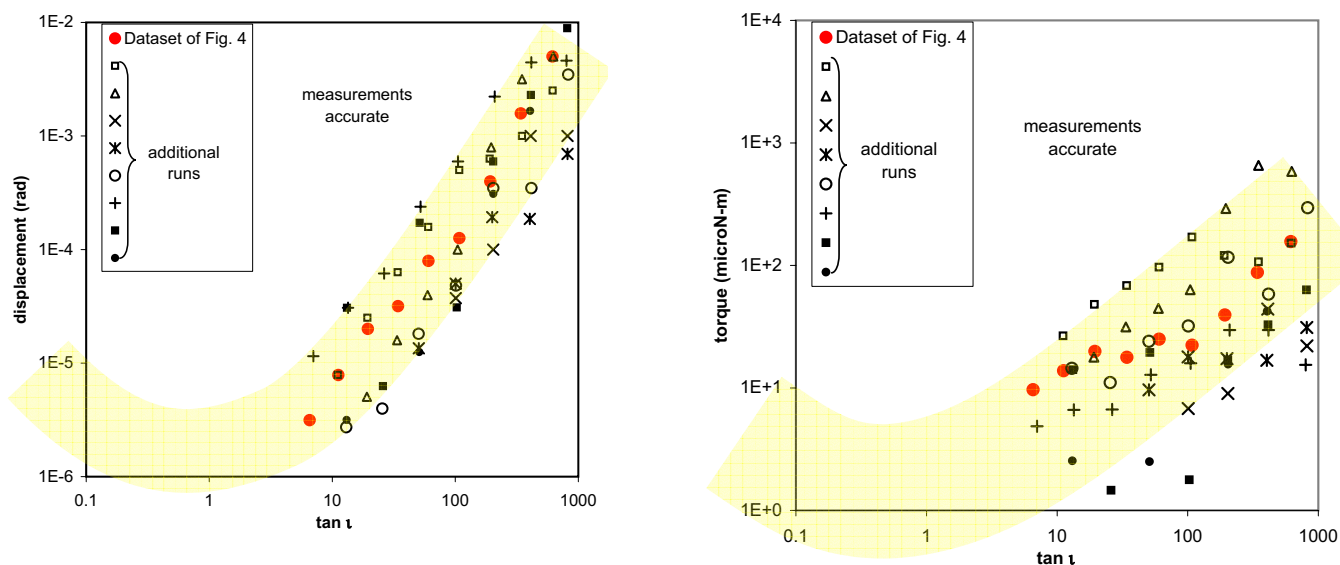 1E-2
1E-3
1E-4
1E-5
1E-6
displacement (rad)
0.1
1
10
100
1000
tan ι
Dataset of Fig. 4
additional
runs
measurements
accurate
1E+4
1E+3
1E+2
1E+1
1E+0
torque (microN-m)
0.1
1
10
100
1000
tan ι
Dataset of Fig. 4
additional
runs
measurements
accurate